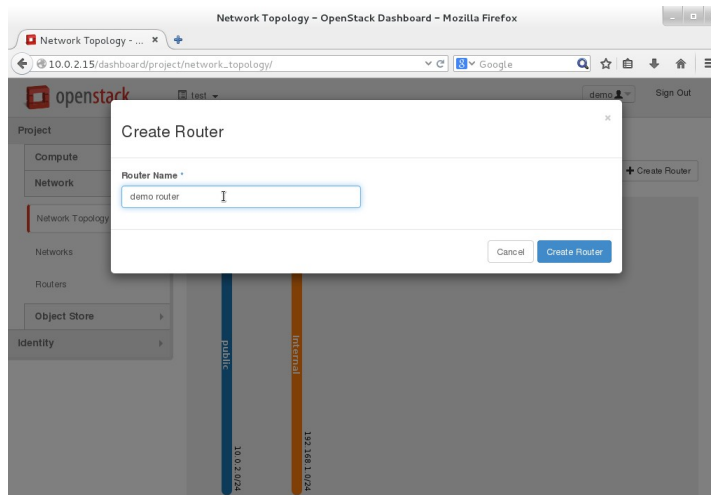 Network Topology - OpenStack Dashboard - Mozilla Firefox
Network Topology - ...
10.0.2.15/dashboard/project/network_topology/
Google
openstack
test
demo
Sign Out
Project
Compute
Network
Network Topology
Networks
Routers
Object Store
Identity
Create Router
Router Name *
demo router
Cancel
Create Router
Create Router
public
10.0.2.0/24
internal
192.168.1.0/24